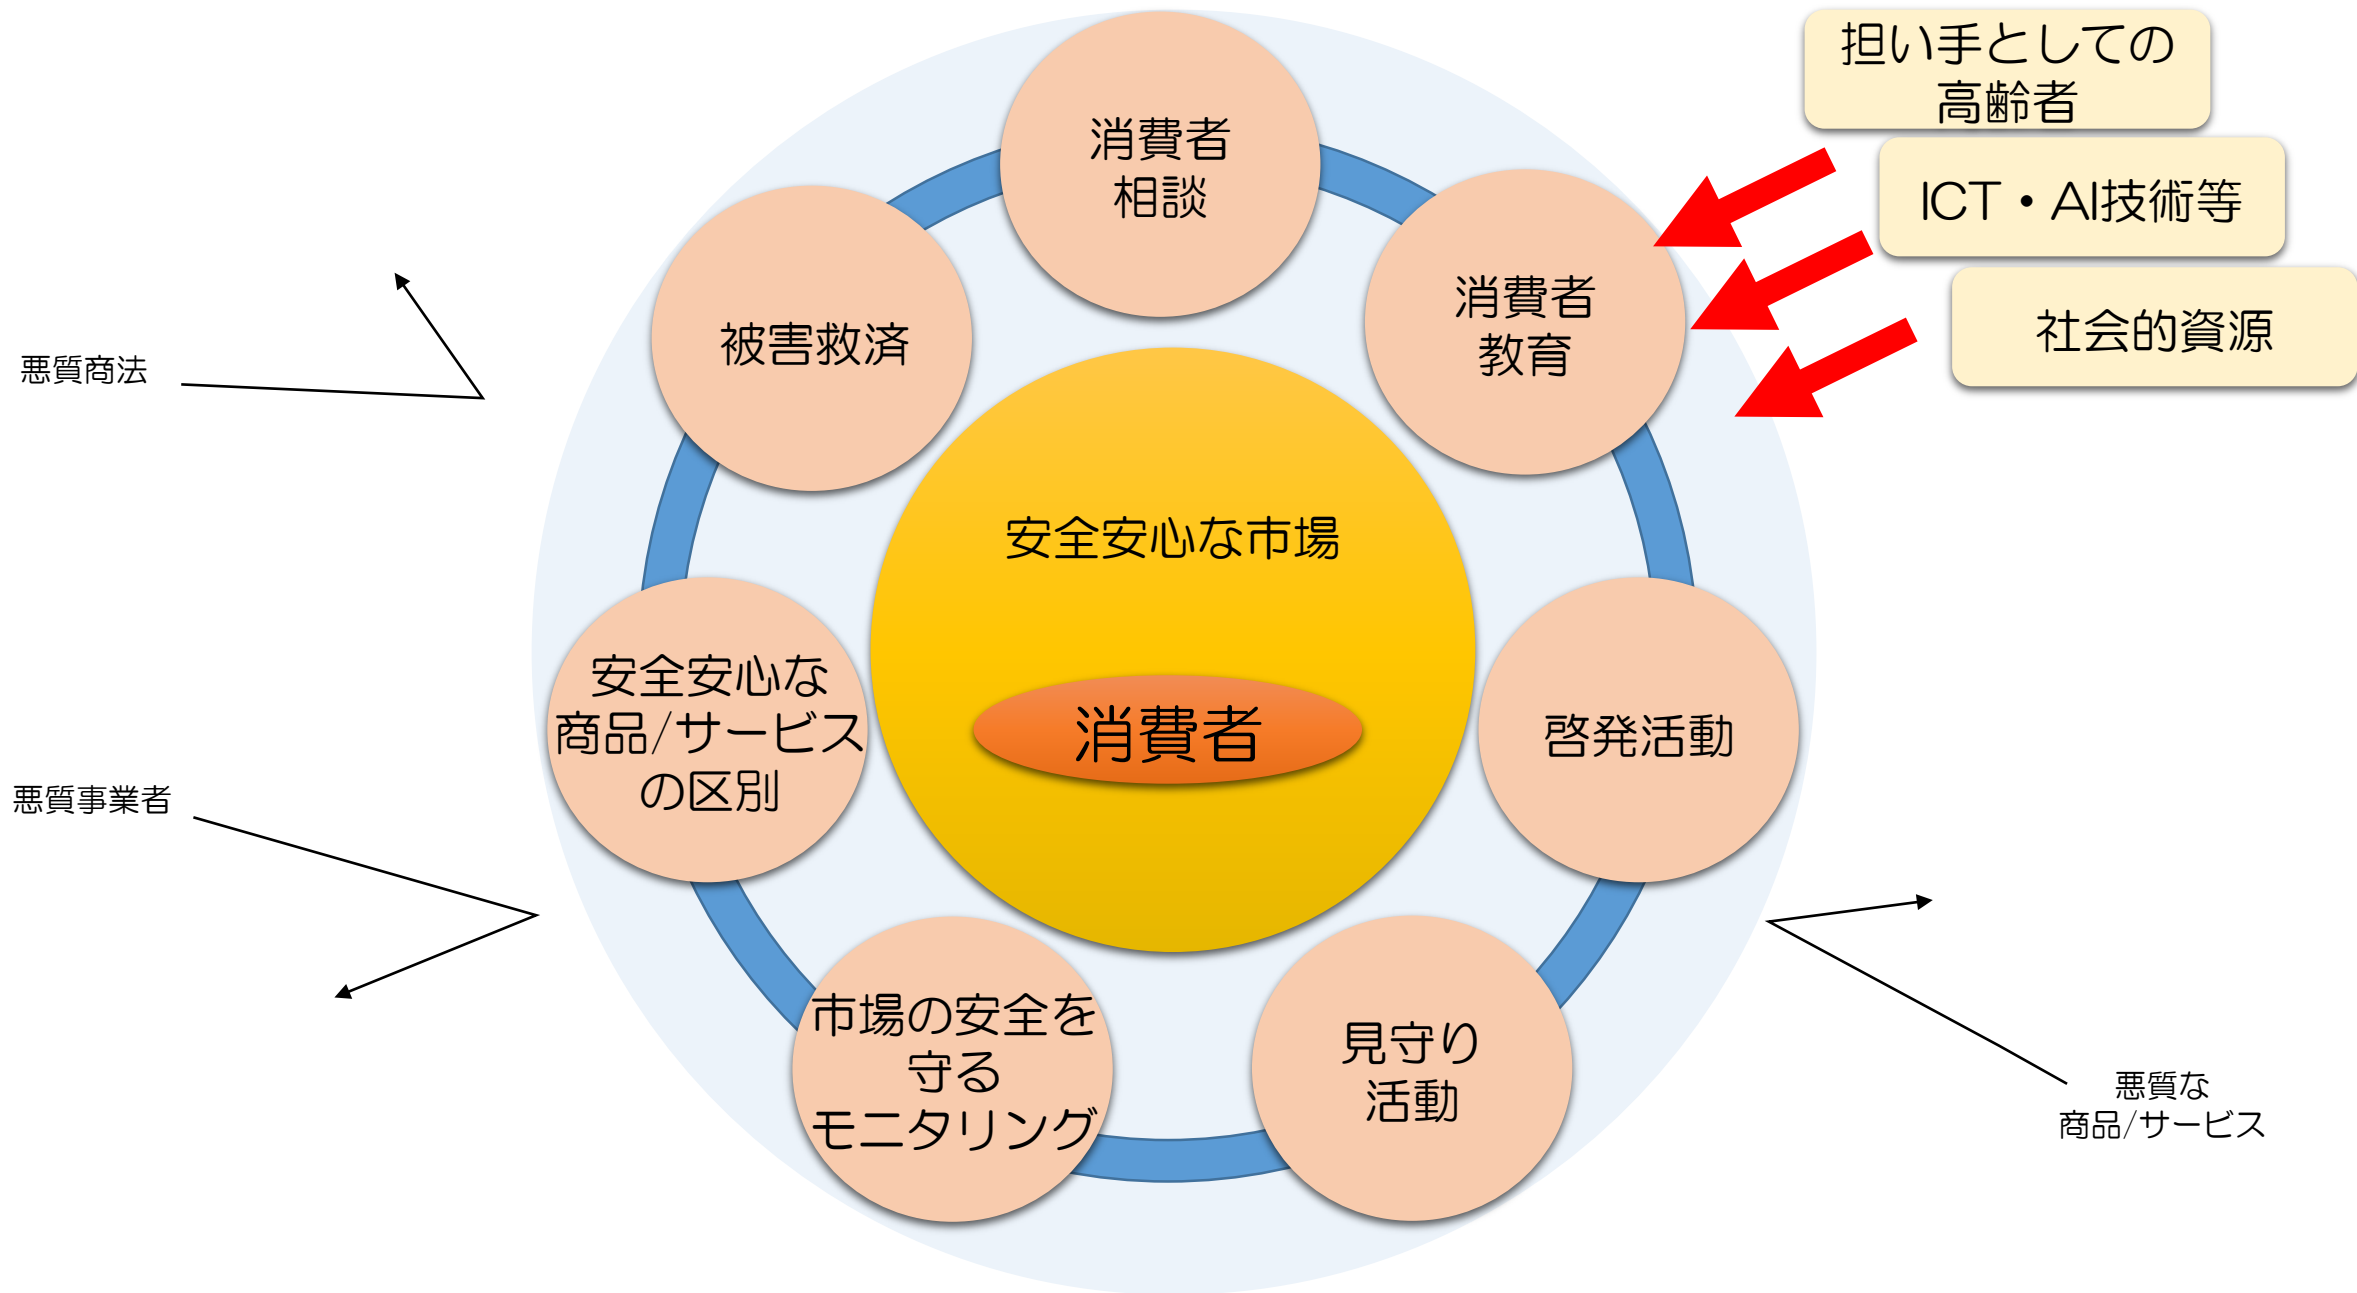 担い手としての
高齢者
ICT・AI技術等
社会的資源
消費者
相談
消費者
教育
被害救済
悪質商法
安全安心な市場
消費者
安全安心な
商品/サービス
の区別
啓発活動
悪質事業者
市場の安全を
守る
モニタリング
見守り
活動
悪質な
商品/サービス